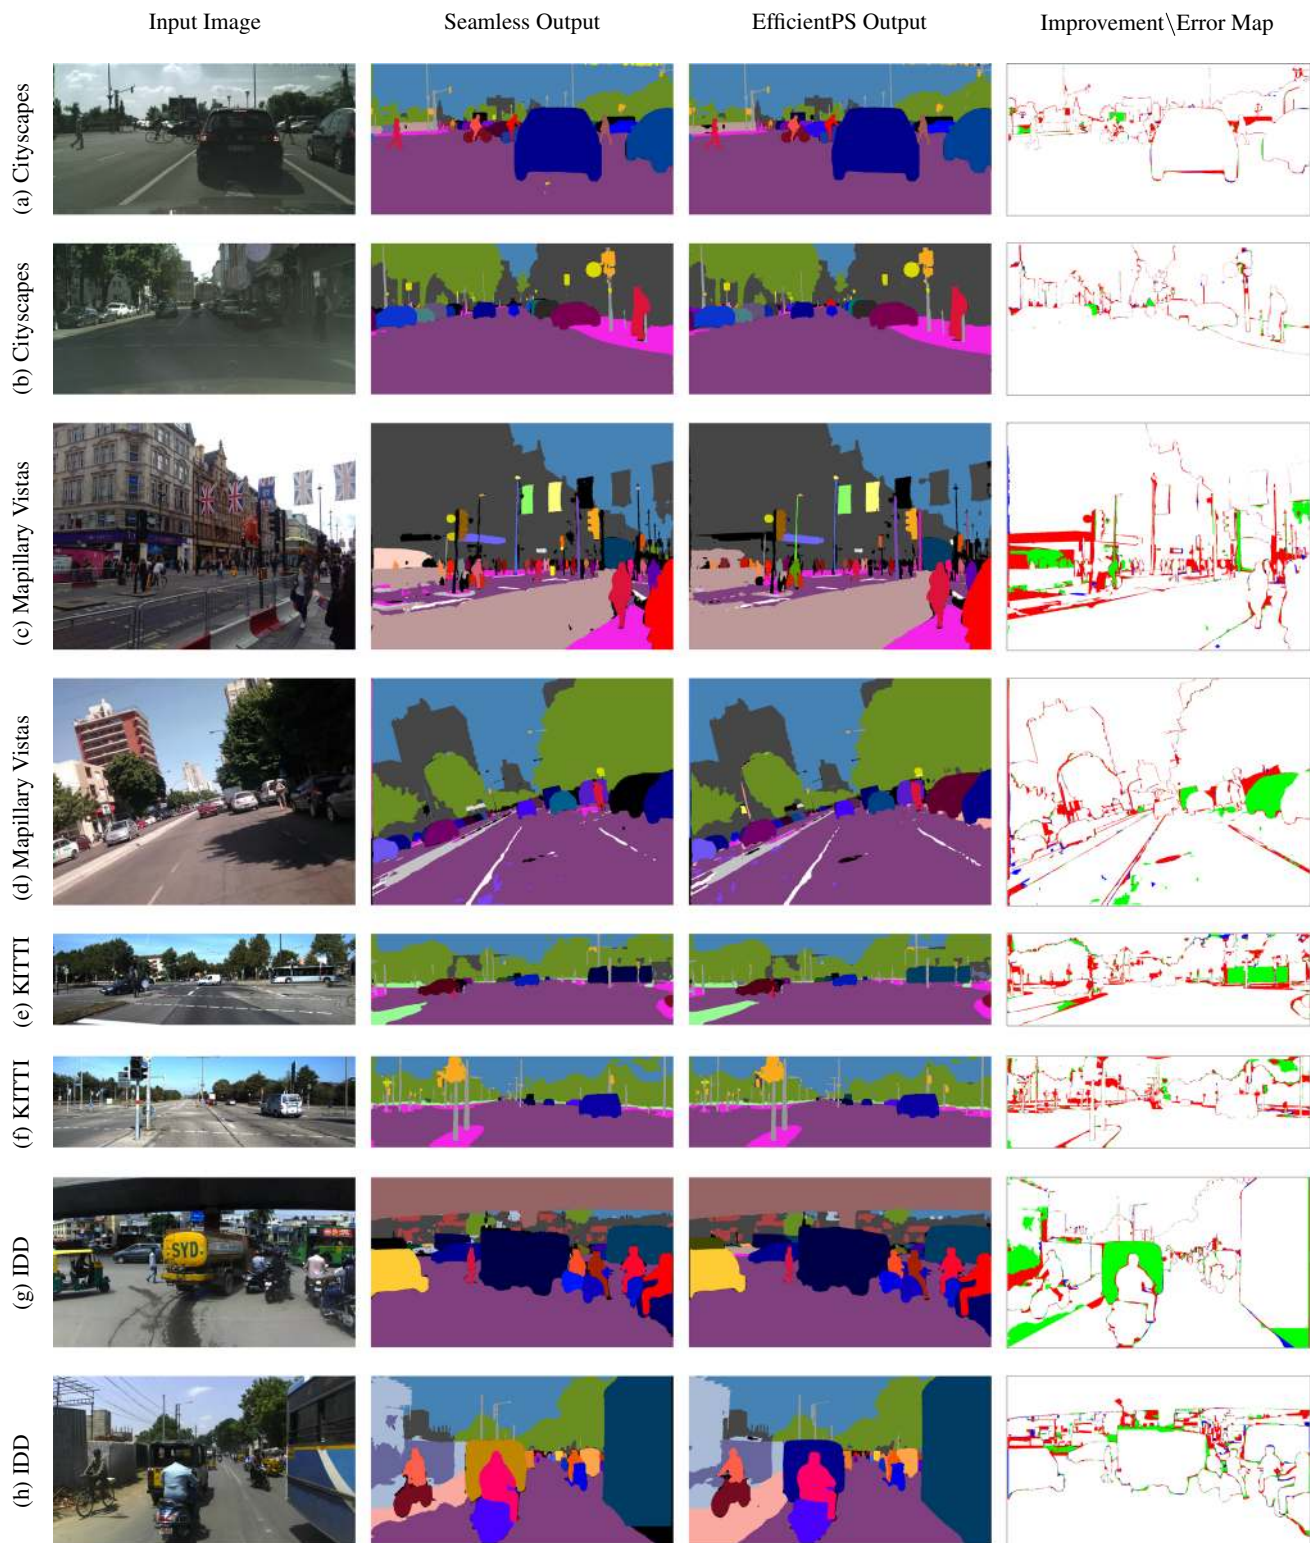 Input Image
Seamless Output
EfficientPS Output
Improvement\Error Map
(a) Cityscapes
(b) Cityscapes
(c) Mapillary Vistas
(d) Mapillary Vistas
(e) KITTI
(f) KITTI
(g) IDD
SYD
(h) IDD